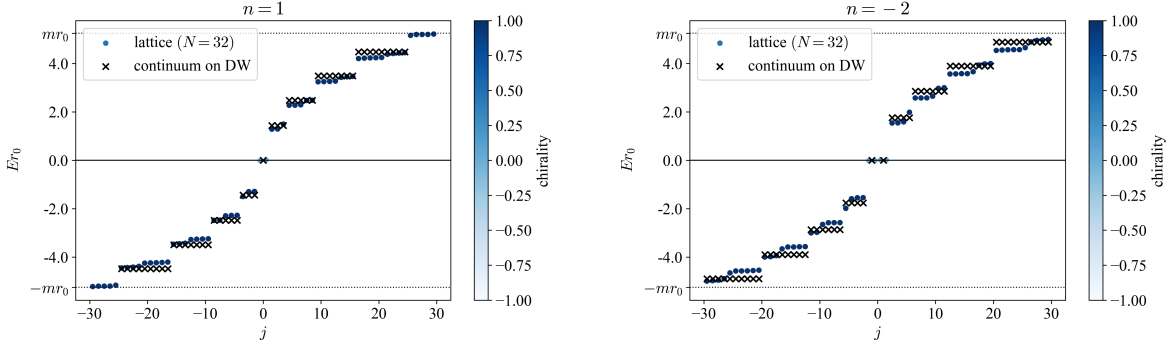 n = 1
mr₀
4.0
2.0
0.0
-2.0
-4.0
−mr₀
Er₀
lattice (N = 32)
continuum on DW
−30
−20
−10
0
10
20
30
j
1.00
0.75
0.50
0.25
0.00
−0.25
−0.50
−0.75
−1.00
chirality
n = −2
mr₀
4.0
2.0
0.0
-2.0
-4.0
−mr₀
Er₀
lattice (N = 32)
continuum on DW
−30
−20
−10
0
10
20
30
j
1.00
0.75
0.50
0.25
0.00
−0.25
−0.50
−0.75
−1.00
chirality